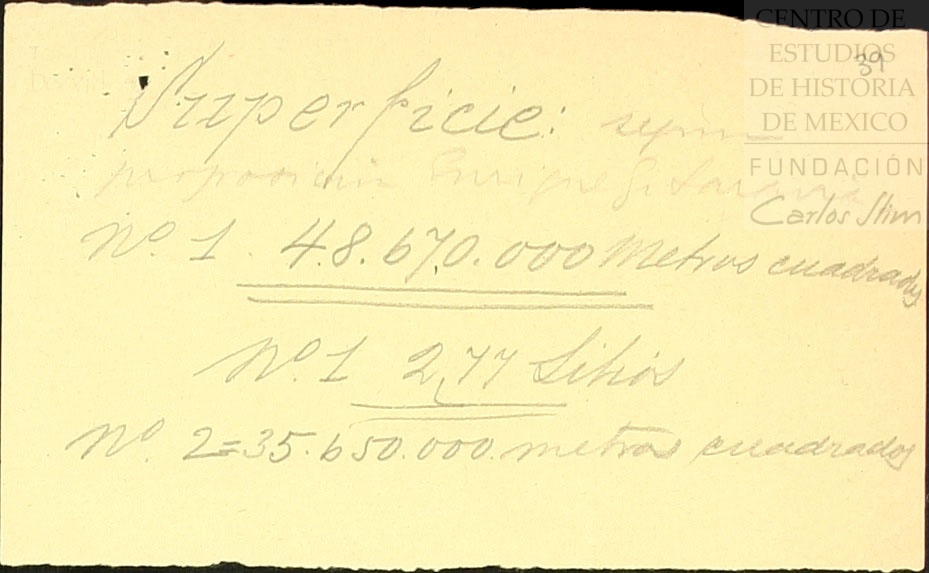 CENTRO DE
ESTUDIOS
DE HISTORIA
DE MEXICO
FUNDACIÓN
Carlos Slim
39
Superficie: según
proposición Enrique G.
Nº 1 48.670.000 Metros cuadrados
Nº. 1 2,77 Sitios
Nº. 2=35.650.000 metros cuadrados